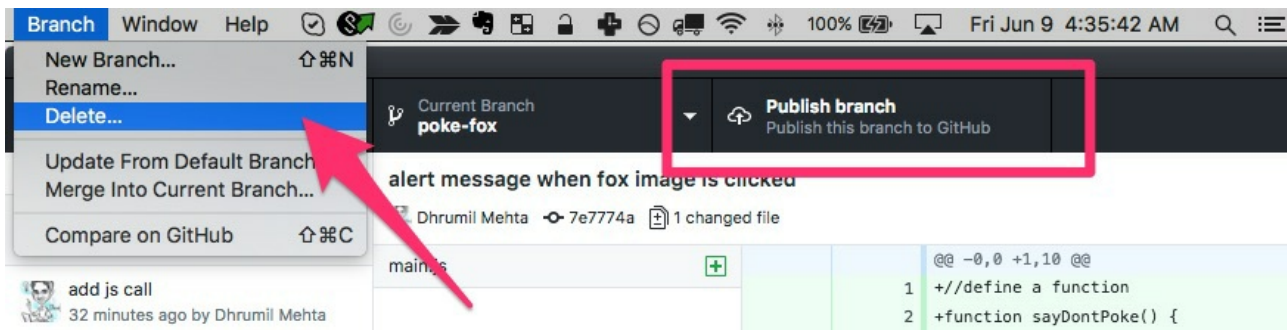 Branch Window Help 100% Fri Jun 9 4:35:42 AM
New Branch... ⇧⌘N
Rename...
Delete...
Update From Default Branch
Merge Into Current Branch...
Compare on GitHub ⇧⌘C
Current Branch
poke-fox
Publish branch
Publish this branch to GitHub
alert message when fox image is clicked
Dhrumil Mehta 7e7774a 1 changed file
main.js
@@ -0,0 +1,10 @@
1 +//define a function
2 +function sayDontPoke() {
add js call
32 minutes ago by Dhrumil Mehta